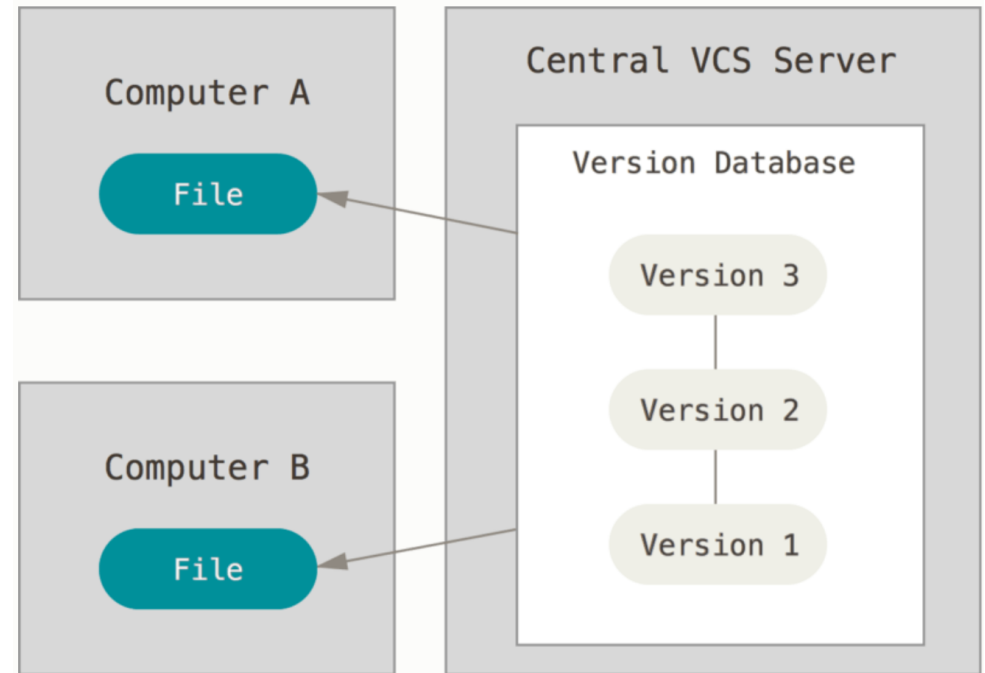 Computer A
File
Computer B
File
Central VCS Server
Version Database
Version 3
Version 2
Version 1